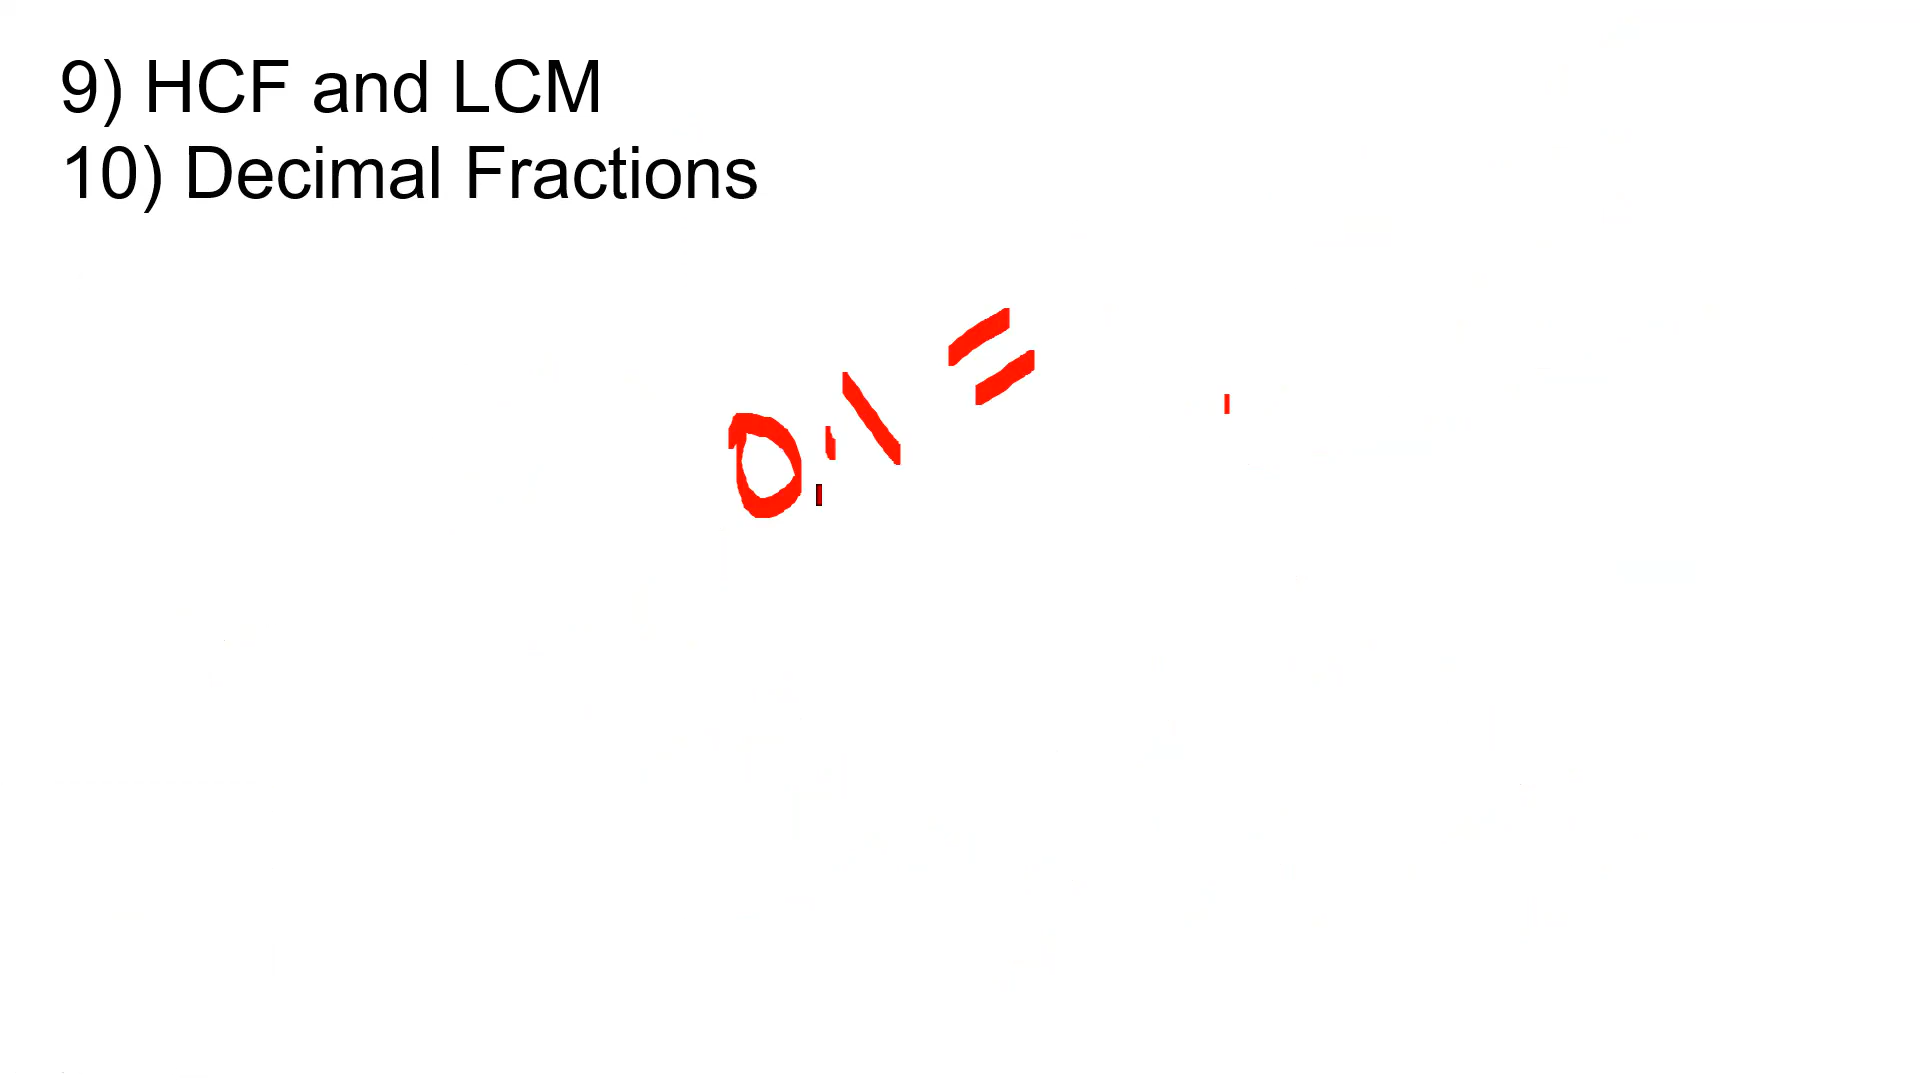 9) HCF and LCM
10) Decimal Fractions
0.1 =